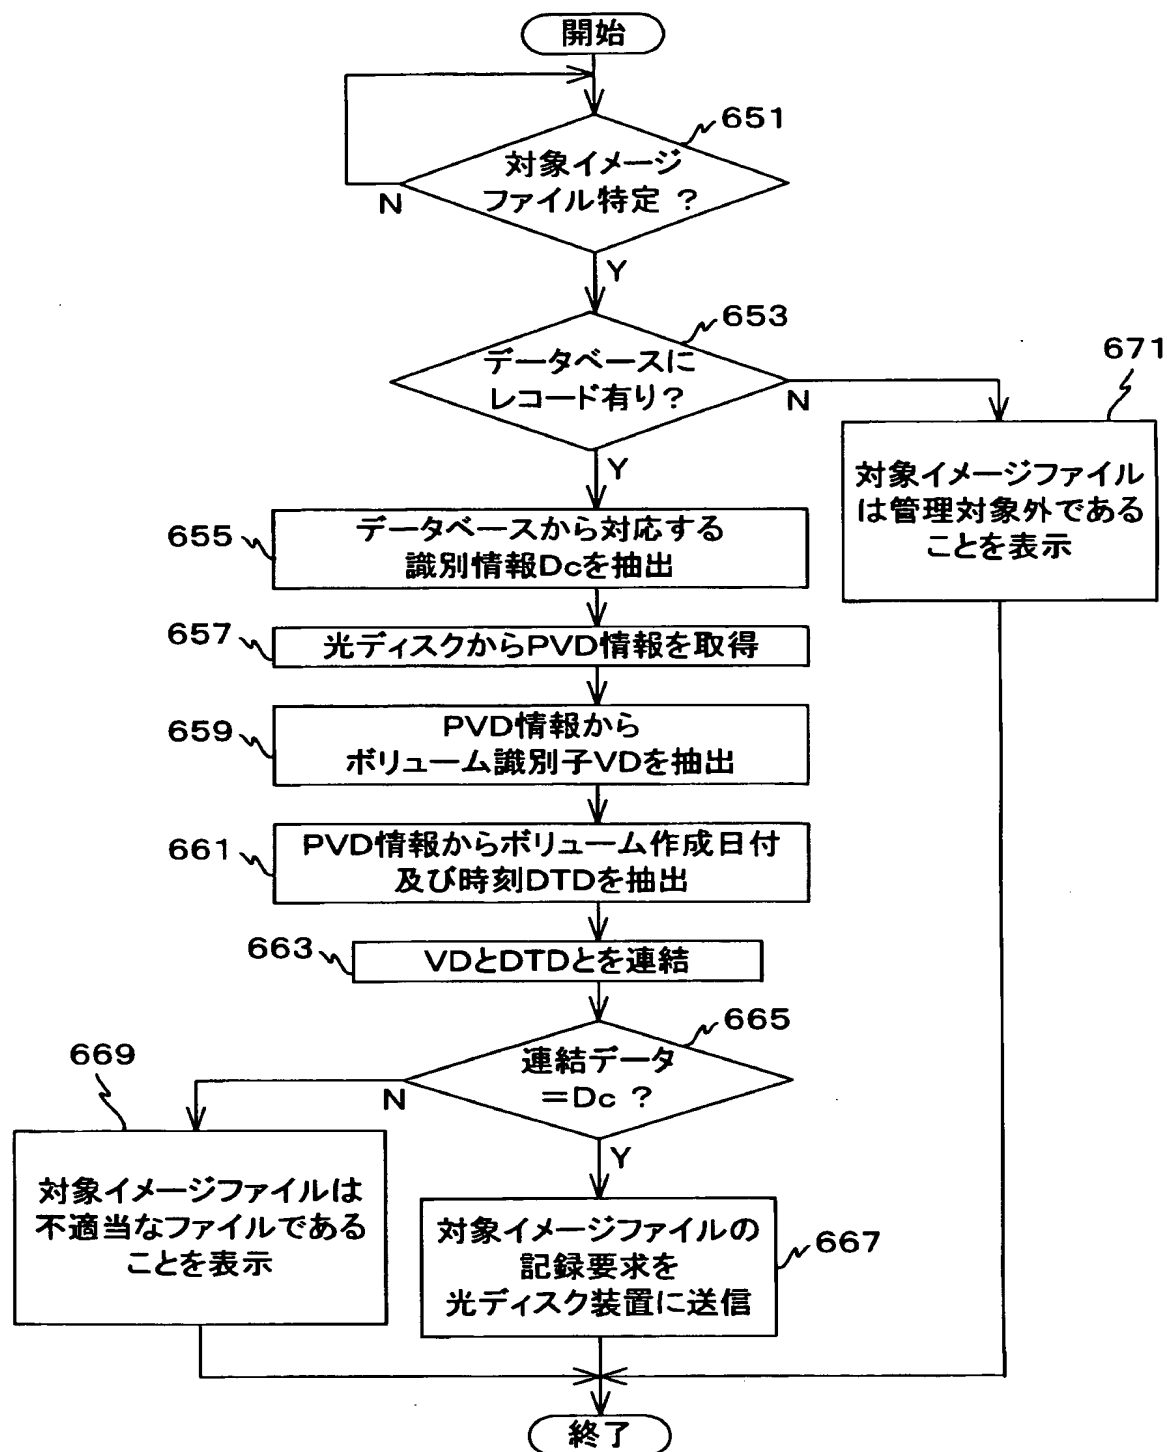 開始
651
対象イメージ
ファイル特定 ?
N
Y
653
データベースに
レコード有り?
N
671
対象イメージファイル
は管理対象外である
ことを表示
Y
655
データベースから対応する
識別情報Dcを抽出
657
光ディスクからPVD情報を取得
659
PVD情報から
ボリューム識別子VDを抽出
661
PVD情報からボリューム作成日付
及び時刻DTDを抽出
663
VDとDTDとを連結
665
連結データ
=Dc ?
N
669
対象イメージファイルは
不適当なファイルである
ことを表示
Y
667
対象イメージファイルの
記録要求を
光ディスク装置に送信
終了